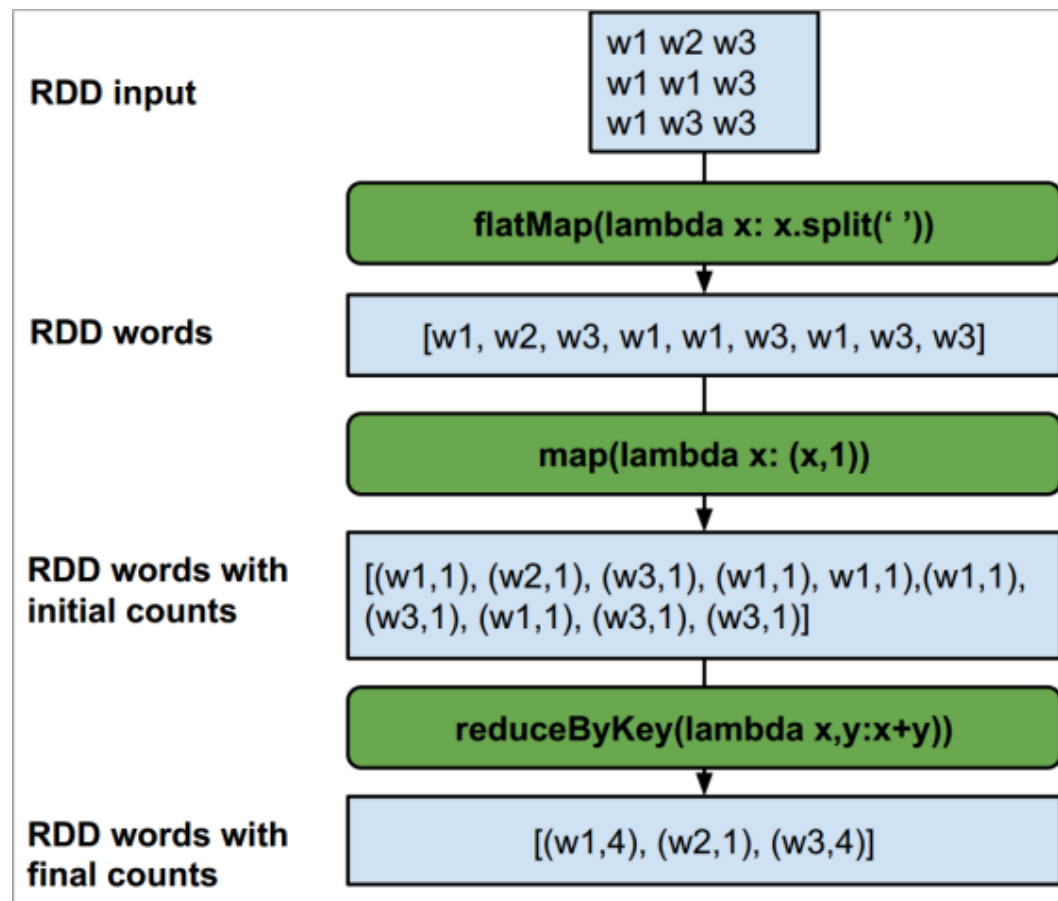 RDD input
w1 w2 w3
w1 w1 w3
w1 w3 w3
flatMap(lambda x: x.split(‘ ’))
RDD words
[w1, w2, w3, w1, w1, w3, w1, w3, w3]
map(lambda x: (x,1))
RDD words with
initial counts
[(w1,1), (w2,1), (w3,1), (w1,1), w1,1),(w1,1),
(w3,1), (w1,1), (w3,1), (w3,1)]
reduceByKey(lambda x,y:x+y))
RDD words with
final counts
[(w1,4), (w2,1), (w3,4)]